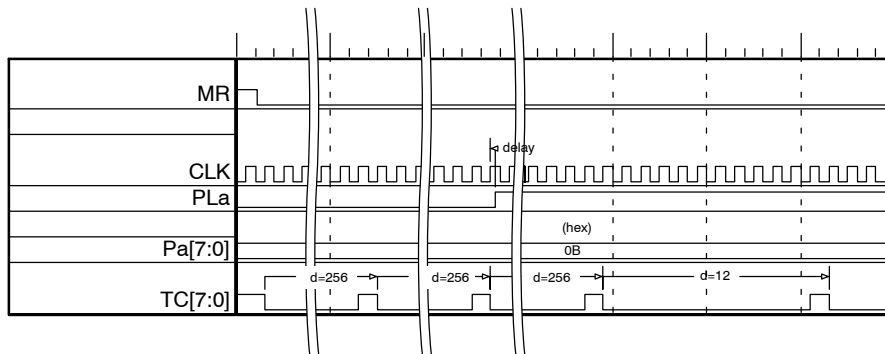 MR
delay
CLK
PLa
(hex)
Pa[7:0] 0B
d=256 d=256 d=256 d=12
TC[7:0]